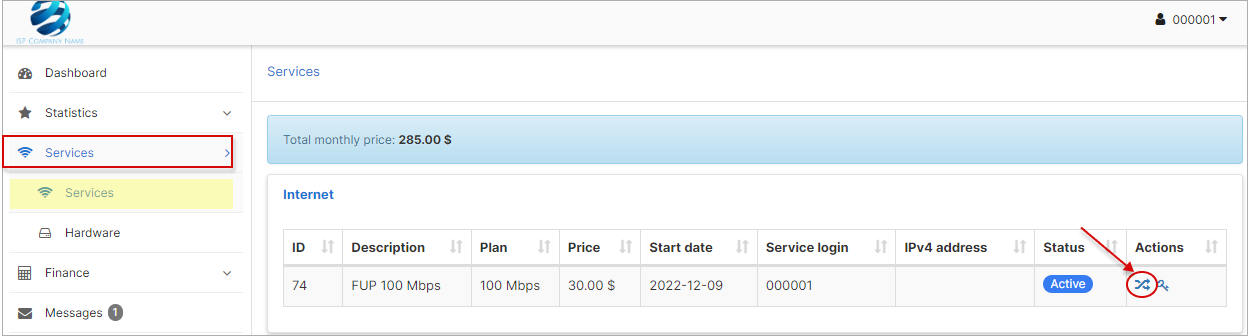 ISP COMPANY NAME
000001
Dashboard
Services
Statistics
Total monthly price: 285.00 $
Services
Services
Internet
Hardware
ID Description Plan Price Start date Service login IPv4 address Status Actions
Finance
74 FUP 100 Mbps 100 Mbps 30.00 $ 2022-12-09 000001 Active
Messages 1